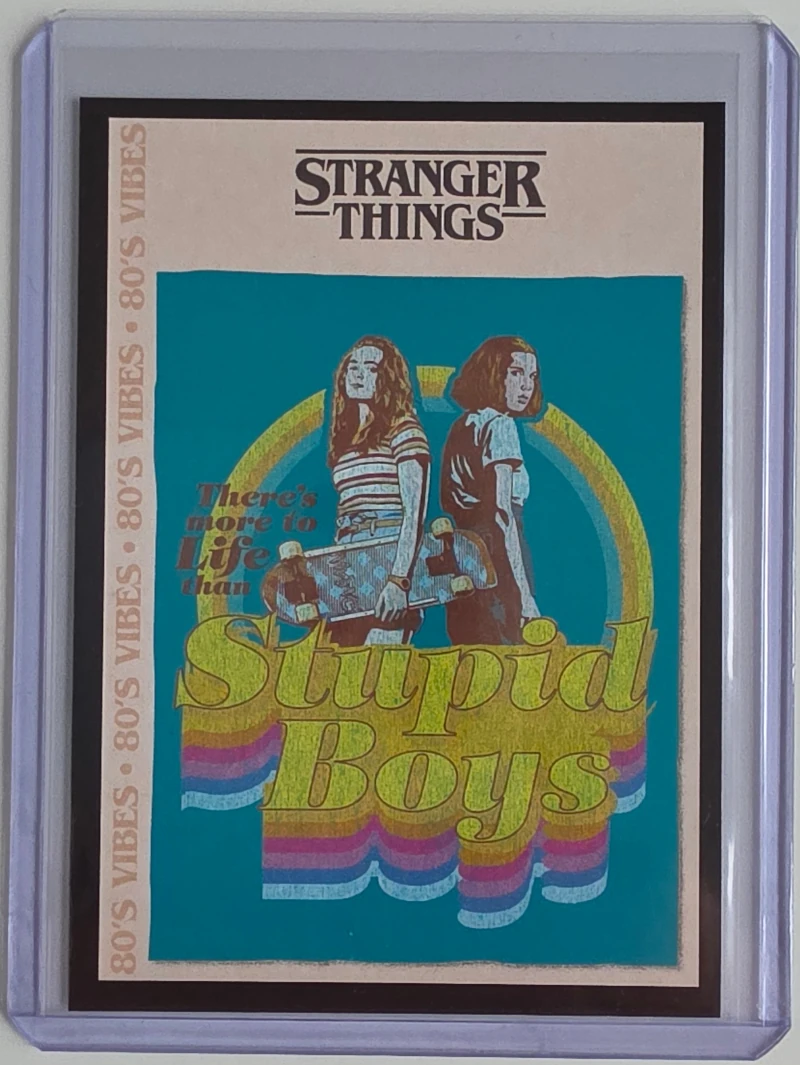 STRANGER
THINGS
80'S VIBES • 80'S VIBES • 80'S VIBES • 80'S VIBES
There's
more to
Life
than
Stupid
Boys